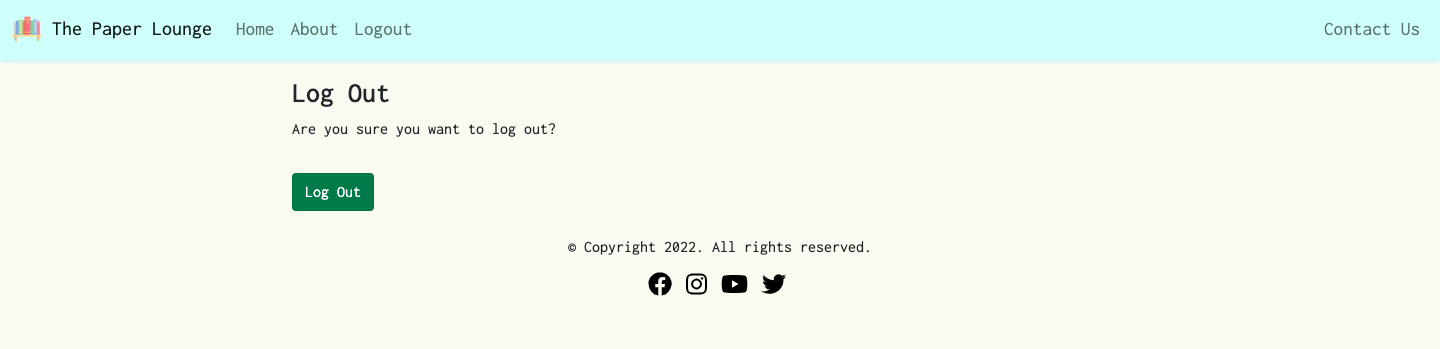 The Paper Lounge Home About Logout Contact Us
Log Out
Are you sure you want to log out?
Log Out
© Copyright 2022. All rights reserved.